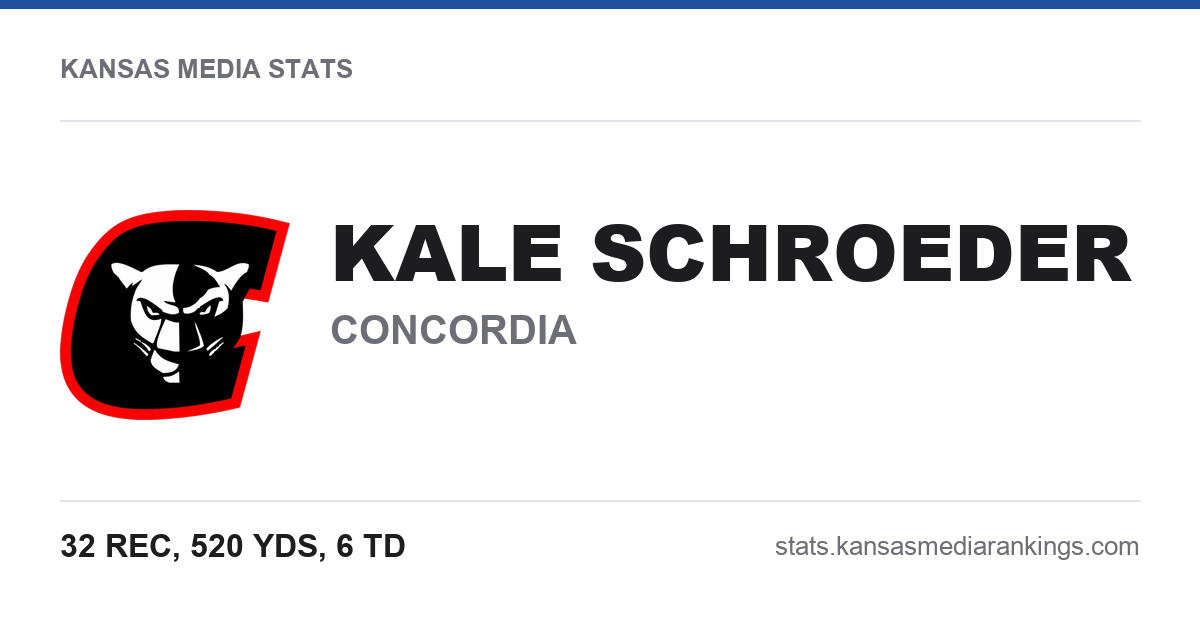 KANSAS MEDIA STATS
KALE SCHROEDER
CONCORDIA
32 REC, 520 YDS, 6 TD
stats.kansasmediarankings.com